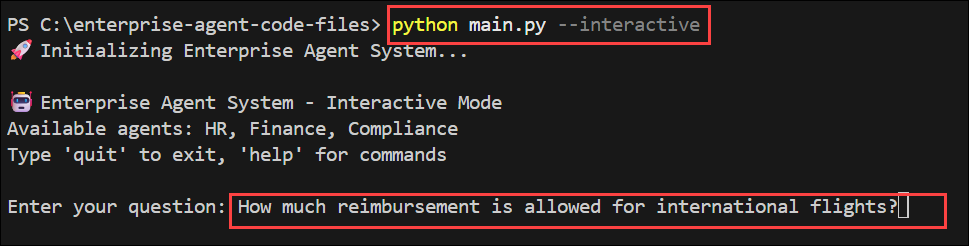 PS C:\enterprise-agent-code-files> python main.py --interactive
🚀 Initializing Enterprise Agent System...
🤖 Enterprise Agent System - Interactive Mode
Available agents: HR, Finance, Compliance
Type 'quit' to exit, 'help' for commands
Enter your question: How much reimbursement is allowed for international flights?